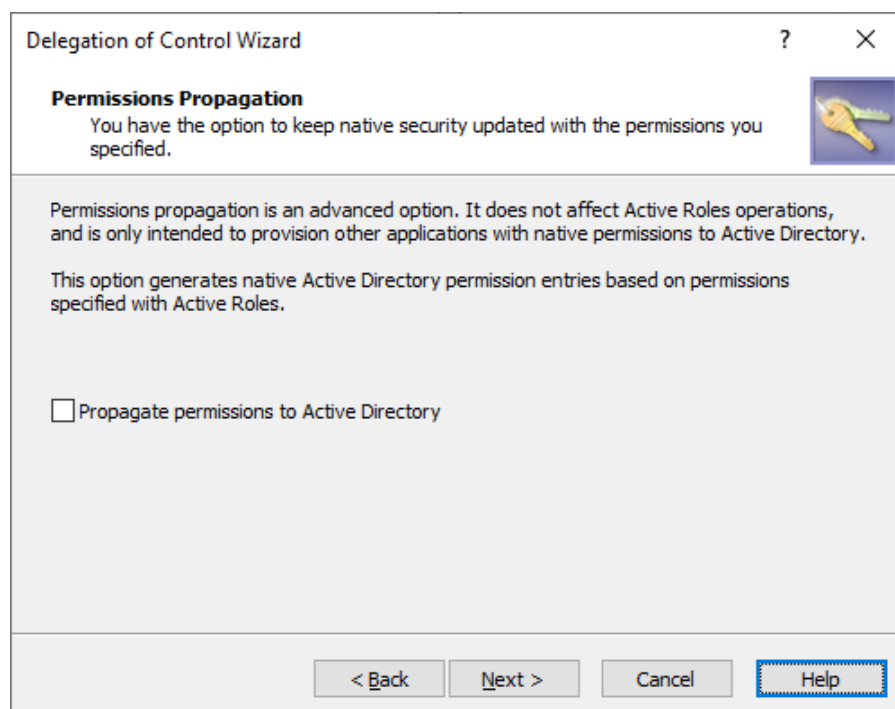 Delegation of Control Wizard
?
Permissions Propagation
You have the option to keep native security updated with the permissions you
specified.
Permissions propagation is an advanced option. It does not affect Active Roles operations,
and is only intended to provision other applications with native permissions to Active Directory.
This option generates native Active Directory permission entries based on permissions
specified with Active Roles.
Propagate permissions to Active Directory
< Back
Next >
Cancel
Help